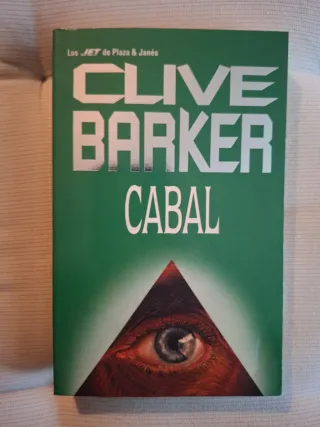 Los JET de Plaza & Janés
CLIVE
BARKER
CABAL